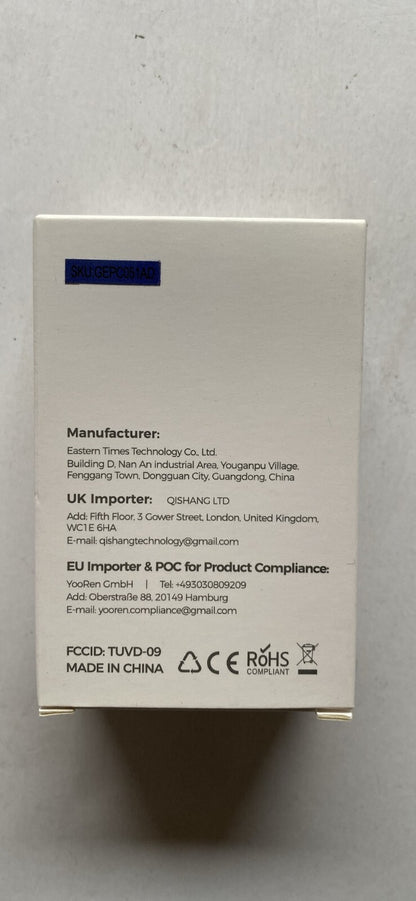 SKU:GEPC051AD
Manufacturer:
Eastern Times Technology Co., Ltd.
Building D, Nan An industrial Area, Youganpu Village,
Fenggang Town, Dongguan City, Guangdong, China
UK Importer: QISHANG LTD
Add: Fifth Floor, 3 Gower Street, London, United Kingdom,
WC1E 6HA
E-mail: qishangtechnology@gmail.com
EU Importer & POC for Product Compliance:
YooRen GmbH | Tel: +493030809209
Add: Oberstraße 88, 20149 Hamburg
E-mail: yooren.compliance@gmail.com
FCCID: TUVD-09
MADE IN CHINA
CE
RoHS
COMPLIANT